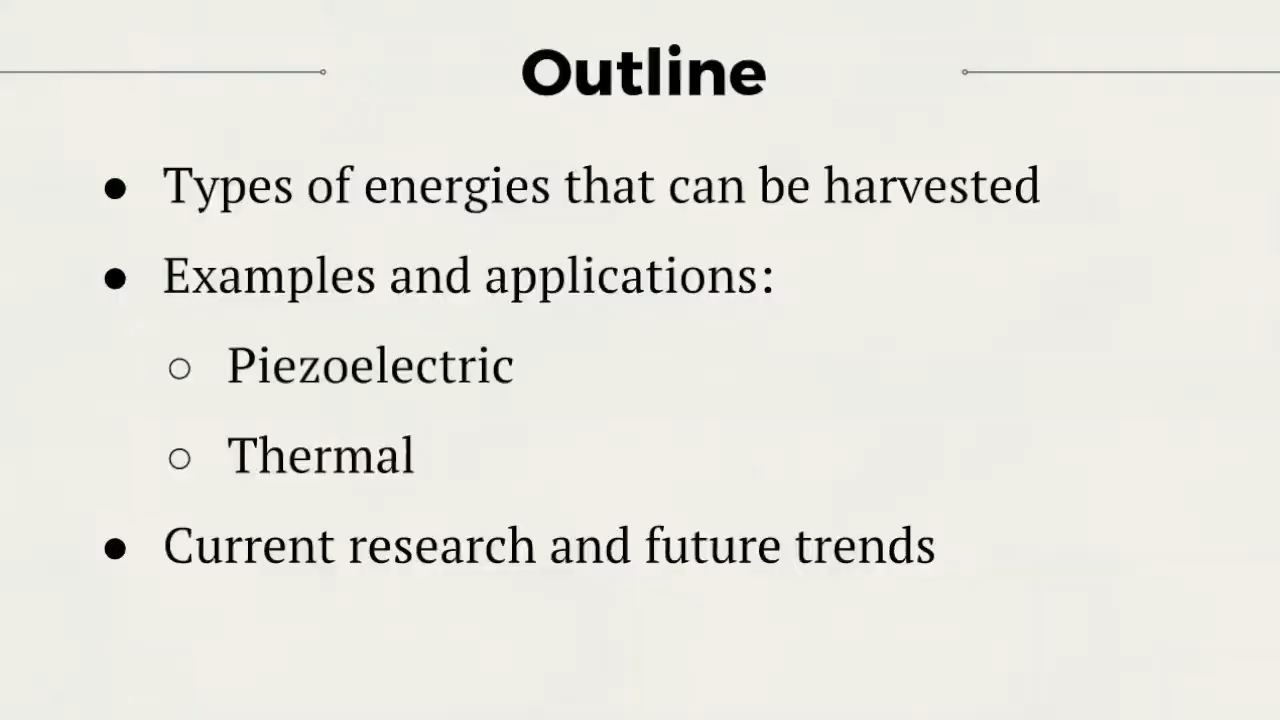 Outline
● Types of energies that can be harvested
● Examples and applications:
○ Piezoelectric
○ Thermal
● Current research and future trends